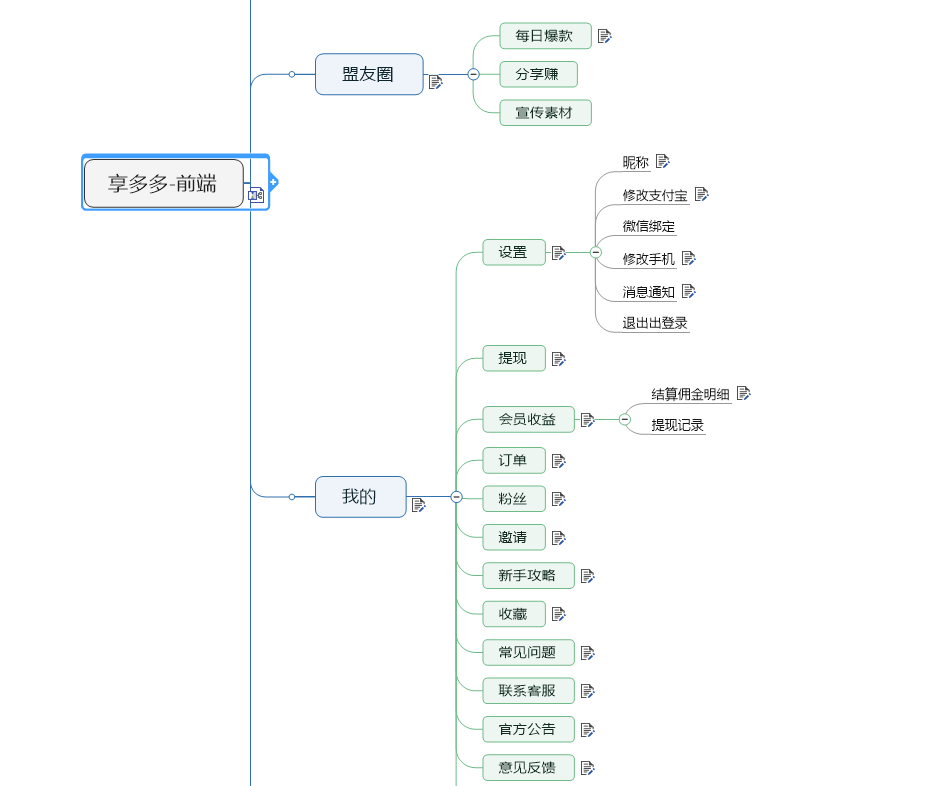 享多多-前端
盟友圈
每日爆款
分享赚
宣传素材
我的
设置
昵称
修改支付宝
微信绑定
修改手机
消息通知
退出出登录
提现
会员收益
结算佣金明细
提现记录
订单
粉丝
邀请
新手攻略
收藏
常见问题
联系客服
官方公告
意见反馈